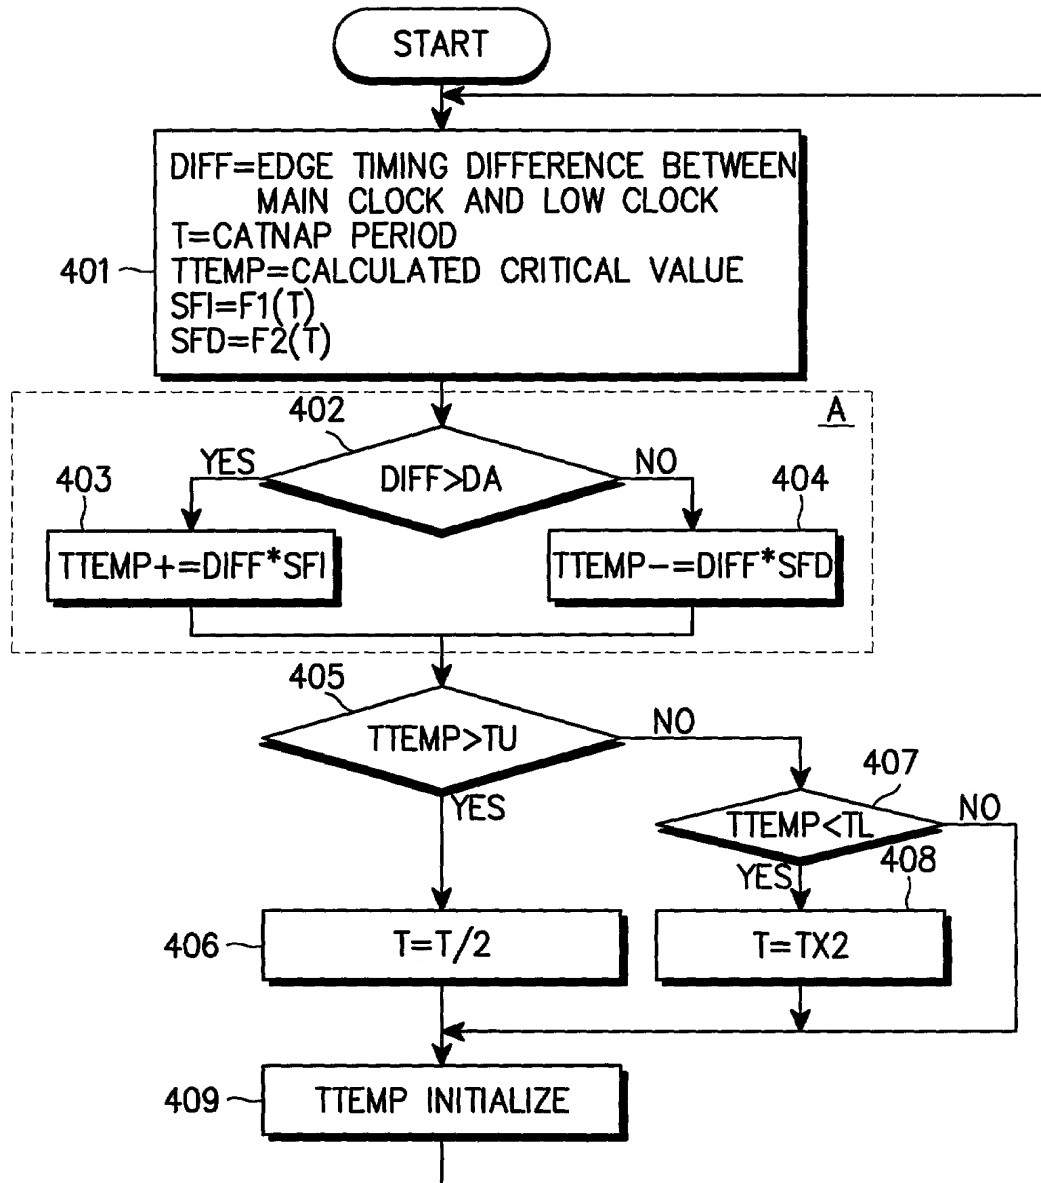 START
DIFF=EDGE TIMING DIFFERENCE BETWEEN
MAIN CLOCK AND LOW CLOCK
T=CATNAP PERIOD
TTEMP=CALCULATED CRITICAL VALUE
SFI=F1(T)
SFD=F2(T)
401
A
402
DIFF>DA
YES
NO
403
TTEMP+=DIFF*SFI
404
TTEMP-=DIFF*SFD
405
TTEMP>TU
NO
YES
407
TTEMP<TL
NO
YES
408
406
T=T/2
T=TX2
409
TTEMP INITIALIZE